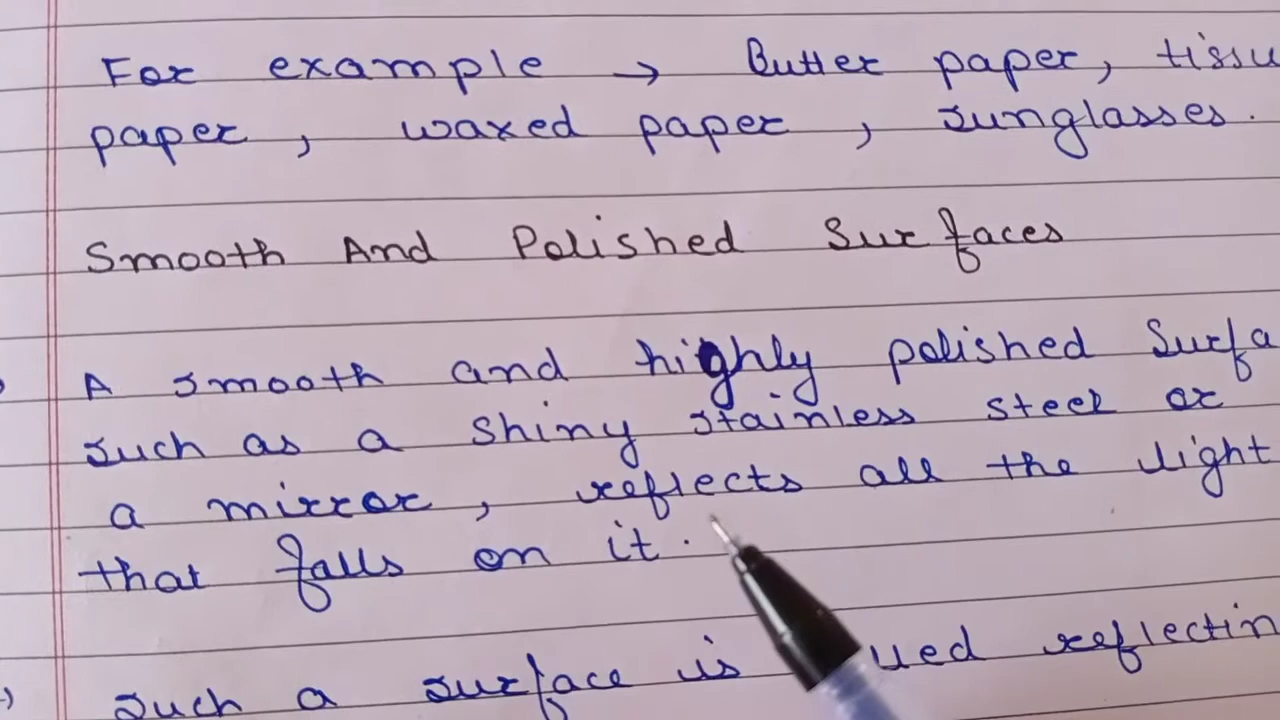 For example → Butter paper, tissu
paper, waxed paper, sunglasses.
Smooth And Polished Surfaces
A smooth and highly polished Surfa
such as a shiny stainless steel or
a mirror, reflects all the light
that falls on it.
Such a surface is ued reflectin